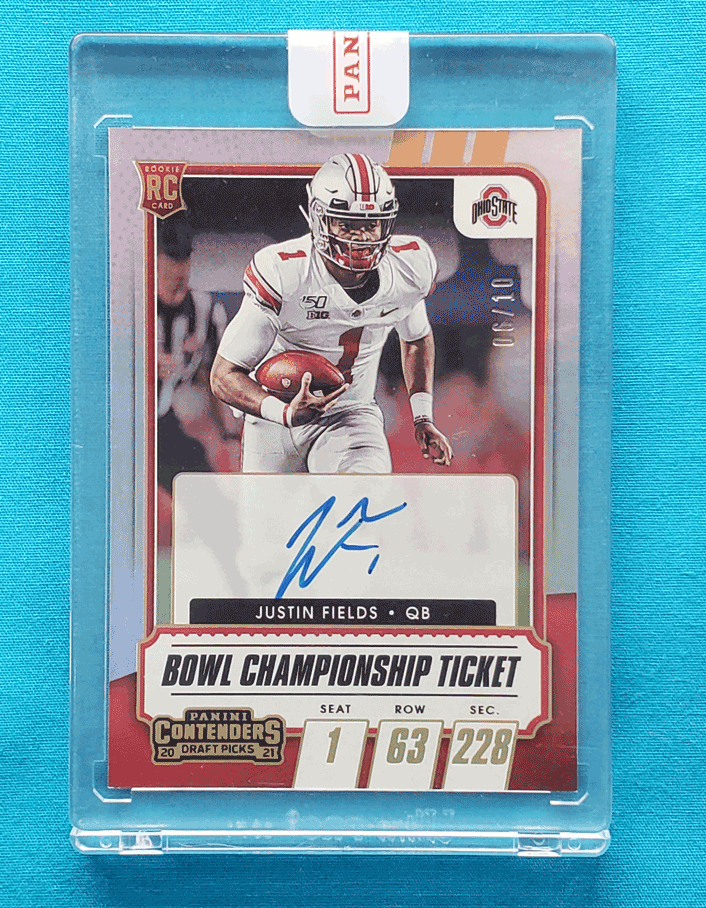 PAN
ROOKIE
RC
CARD
OHIO STATE
1
1
150
B1G
1
06/10
JUSTIN FIELDS • QB
BOWL CHAMPIONSHIP TICKET
SEAT ROW SEC.
1 63 228
PANINI
CONTENDERS
20 DRAFT PICKS 21